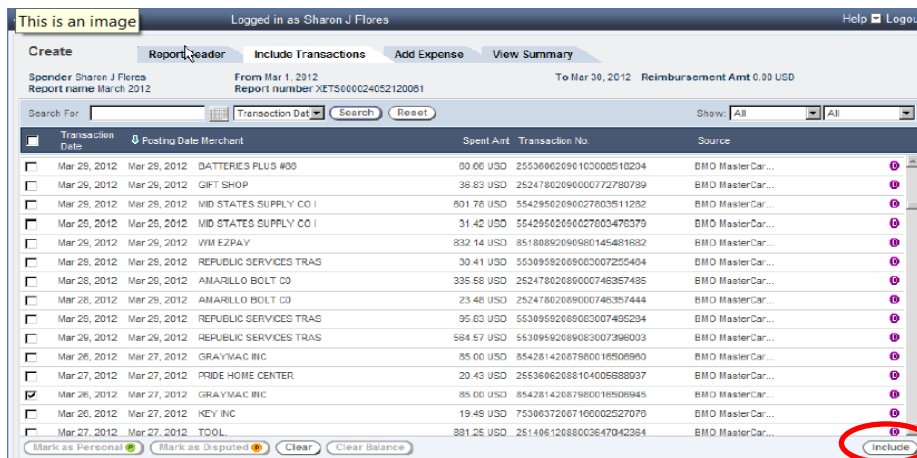 This is an image
Logged in as Sharon J Flores Help Logou
Create Report Header Include Transactions Add Expense View Summary
Spender Sharon J Flores From Mar 1, 2012 To Mar 30, 2012 Reimbursement Amt 0.00 USD
Report name March 2012 Report number XETS000024052120061
Search For Transaction Dat Search Reset Show: All All
Transaction Date Posting Date Merchant Spent Amt Transaction No. Source
Mar 29, 2012 Mar 29, 2012 BATTERIES PLUS #66 60.66 USD 25536062090103008518204 BMO MasterCar...
Mar 29, 2012 Mar 29, 2012 GIFT SHOP 36.83 USD 25247802090000772780789 BMO MasterCar...
Mar 29, 2012 Mar 29, 2012 MID STATES SUPPLY CO I 601.78 USD 55429502090027803511282 BMO MasterCar...
Mar 29, 2012 Mar 29, 2012 MID STATES SUPPLY CO I 31.42 USD 55429502090027803476379 BMO MasterCar...
Mar 29, 2012 Mar 29, 2012 WM EZPAY 832.14 USD 85180892090980145481682 BMO MasterCar...
Mar 29, 2012 Mar 29, 2012 REPUBLIC SERVICES TRAS 30.41 USD 55309592089083007255464 BMO MasterCar...
Mar 28, 2012 Mar 29, 2012 AMARILLO BOLT CO 335.58 USD 25247802089000746357485 BMO MasterCar...
Mar 28, 2012 Mar 29, 2012 AMARILLO BOLT CO 23.48 USD 25247802089000746357444 BMO MasterCar...
Mar 29, 2012 Mar 29, 2012 REPUBLIC SERVICES TRAS 95.83 USD 55309592089083007495284 BMO MasterCar...
Mar 29, 2012 Mar 29, 2012 REPUBLIC SERVICES TRAS 564.57 USD 55309592089083007396003 BMO MasterCar...
Mar 26, 2012 Mar 27, 2012 GRAYMAC INC 85.00 USD 85428142087980016506960 BMO MasterCar...
Mar 27, 2012 Mar 27, 2012 PRIDE HOME CENTER 20.43 USD 25536062088104005688937 BMO MasterCar...
Mar 26, 2012 Mar 27, 2012 GRAYMAC INC 85.00 USD 85428142087980016506945 BMO MasterCar...
Mar 26, 2012 Mar 27, 2012 KEY INC 19.49 USD 75306372087166002527076 BMO MasterCar...
Mar 27, 2012 Mar 27, 2012 TOOL, 881.25 USD 25140612088003647042364 BMO MasterCar...
Mark as Personal P Mark as Disputed D Clear Clear Balance Include